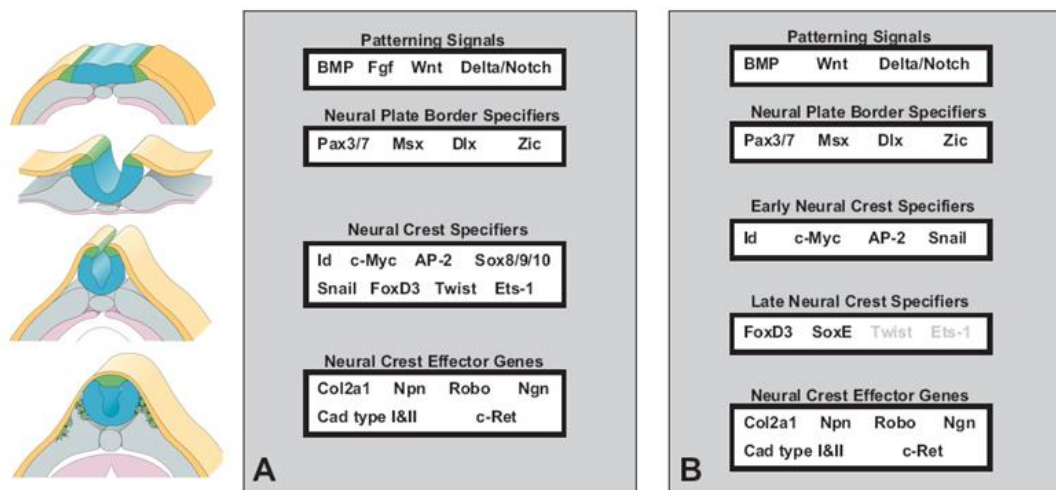 Patterning Signals
BMP Fgf Wnt Delta/Notch
Neural Plate Border Specifiers
Pax3/7 Msx Dlx Zic
Neural Crest Specifiers
Id c-Myc AP-2 Sox8/9/10
Snail FoxD3 Twist Ets-1
Neural Crest Effector Genes
Col2a1 Npn Robo Ngn
Cad type I&II c-Ret
A
Patterning Signals
BMP Wnt Delta/Notch
Neural Plate Border Specifiers
Pax3/7 Msx Dlx Zic
Early Neural Crest Specifiers
Id c-Myc AP-2 Snail
Late Neural Crest Specifiers
FoxD3 SoxE Twist Ets-1
Neural Crest Effector Genes
Col2a1 Npn Robo Ngn
Cad type I&II c-Ret
B